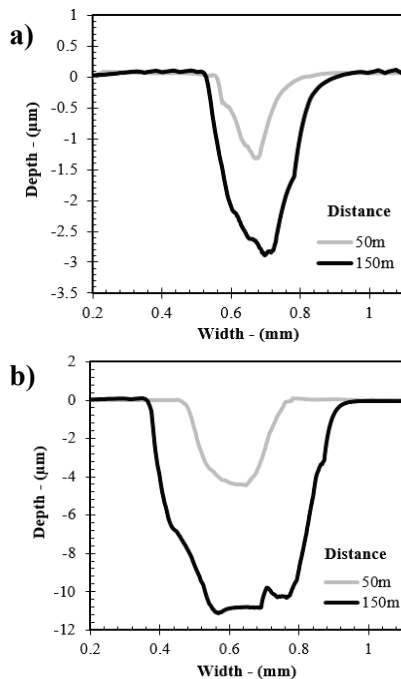 a)
1
0.5
0
-0.5
-1
-1.5
-2
-2.5
-3
-3.5
Depth - (µm)
Distance
50m
150m
0.2 0.4 0.6 0.8 1
Width - (mm)
b)
2
0
-2
-4
-6
-8
-10
-12
Depth - (µm)
Distance
50m
150m
0.2 0.4 0.6 0.8 1
Width - (mm)